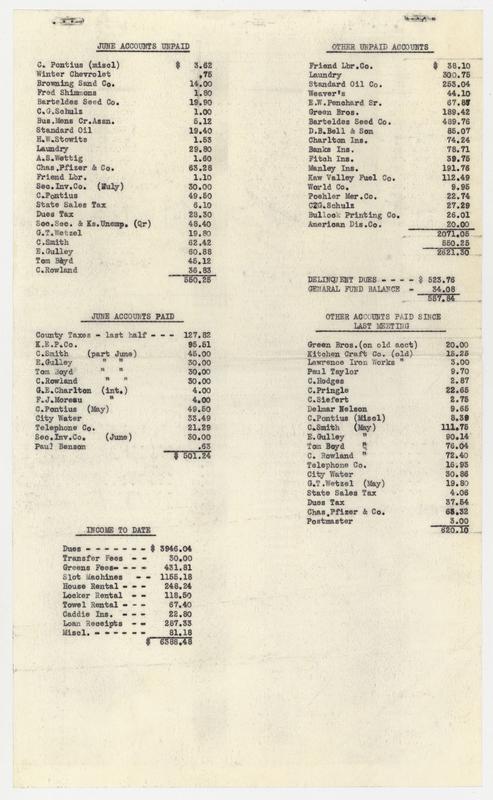 JUNE ACCOUNTS UNPAID
C. Pontius (miscl) $ 3.62
Winter Chevrolet .75
Browning Sand Co. 14.00
Fred Shimmons 1.80
Barteldes Seed Co. 19.90
C.G.Schulz 1.00
Bus.Mens Cr.Assn. 5.12
Standard Oil 19.40
H.W.Stowits 1.53
Laundry 29.80
A.S.Wettig 1.60
Chas.Pfizer & Co. 63.28
Friend Lbr. 1.10
Sec.Inv.Co. (July) 30.00
C.Pontius 49.50
State Sales Tax 6.10
Dues Tax 28.30
Soc.Sec. & Ks.Unemp. (Qr) 48.40
G.T.Wetzel 19.80
C.Smith 62.42
E.Gulley 60.88
Tom Boyd 45.12
C.Rowland 36.83
550.25
JUNE ACCOUNTS PAID
County Taxes - last half - - - 127.82
K.E.P.Co. 95.51
C.Smith (part June) 45.00
E.Gulley " " 30.00
Tom Boyd " " 30.00
C.Rowland " " 30.00
G.E.Charlton (int.) 4.00
F.J.Moreau " 4.00
C.Pontius (May) 49.50
City Water 33.49
Telephone Co. 21.29
Sec.Inv.Co. (June) 30.00
Paul Benson .63
$ 501.24
INCOME TO DATE
Dues - - - - - - - $ 3946.04
Transfer Fees - - 30.00
Greens Fees- - - - 431.81
Slot Machines - - 1155.18
House Rental - - - 248.24
Locker Rental - - 118.50
Towel Rental - - - 67.40
Caddie Ins. - - - 22.80
Loan Receipts - - 287.33
Miscl. - - - - - - 81.18
$ 6388.48
OTHER UNPAID ACCOUNTS
Friend Lbr.Co. $ 38.10
Laundry 300.75
Standard Oil Co. 253.04
Weaver's 44.10
E.W.Penchard Sr. 67.87
Green Bros. 189.42
Barteldes Seed Co. 489.76
D.B.Bell & Son 85.07
Charlton Ins. 74.24
Banks Ins. 78.71
Fitch Ins. 39.75
Manley Ins. 191.76
Kaw Valley Fuel Co. 112.49
World Co. 9.95
Poehler Mer.Co. 22.74
C.G.Schulz 27.29
Bullock Printing Co. 26.01
American Dis.Co. 20.00
2071.05
550.25
2621.30
DELINQUENT DUES - - - - $ 523.76
GENARAL FUND BALANCE - 34.08
557.84
OTHER ACCOUNTS PAID SINCE
LAST MEETING
Green Bros.(on old acct) 20.00
Kitchen Craft Co. (old) 15.25
Lawrence Iron Works " 3.00
Paul Taylor 9.70
C.Hodges 2.87
C.Pringle 22.65
C.Siefert 2.75
Delmar Nelson 9.65
C.Pontius (Miscl) 8.39
C.Smith (May) 111.75
E.Gulley " 90.14
Tom Boyd " 76.04
C. Rowland " 72.40
Telephone Co. 15.93
City Water 30.86
G.T.Wetzel (May) 19.80
State Sales Tax 4.06
Dues Tax 37.54
Chas.Pfizer & Co. 65.32
Postmaster 3.00
620.10